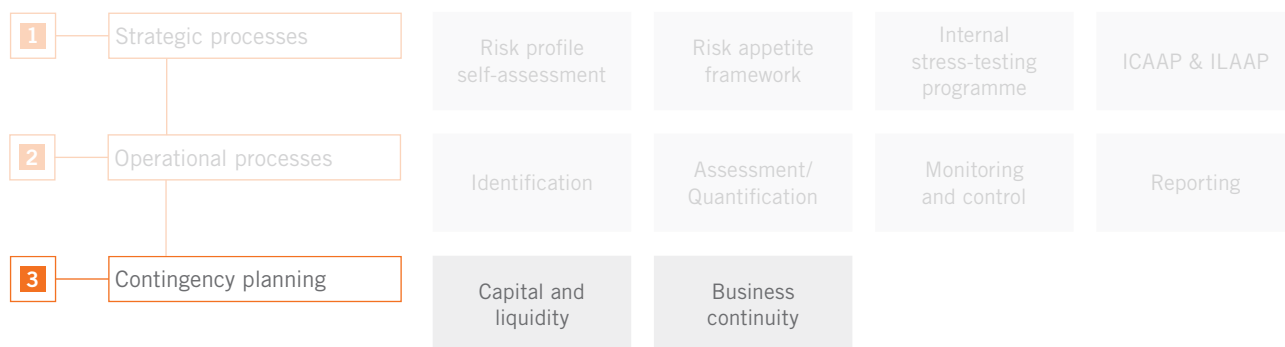 1
Strategic processes
Risk profile
self-assessment
Risk appetite
framework
Internal
stress-testing
programme
ICAAP & ILAAP
2
Operational processes
Identification
Assessment/
Quantification
Monitoring
and control
Reporting
3
Contingency planning
Capital and
liquidity
Business
continuity